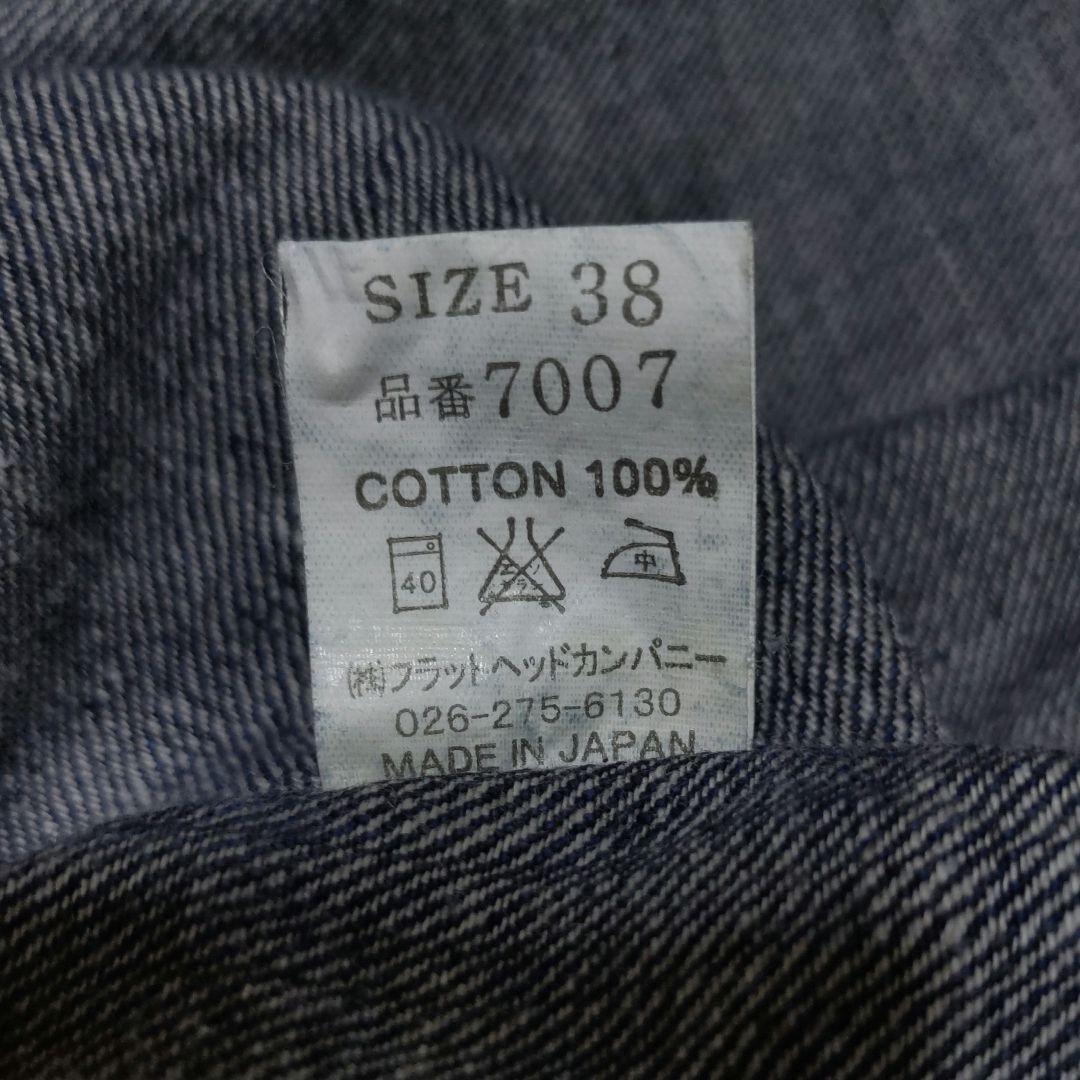 SIZE 38
品番7007
COTTON 100%
40 中
(株)フラットヘッドカンパニー
026-275-6130
MADE IN JAPAN